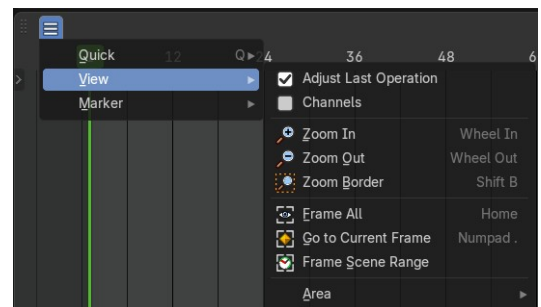 Quick 12 Q 24 36 48 6
View
Adjust Last Operation
Marker
Channels
Zoom In Wheel In
Zoom Out Wheel Out
Zoom Border Shift B
Frame All Home
Go to Current Frame Numpad .
Frame Scene Range
Area